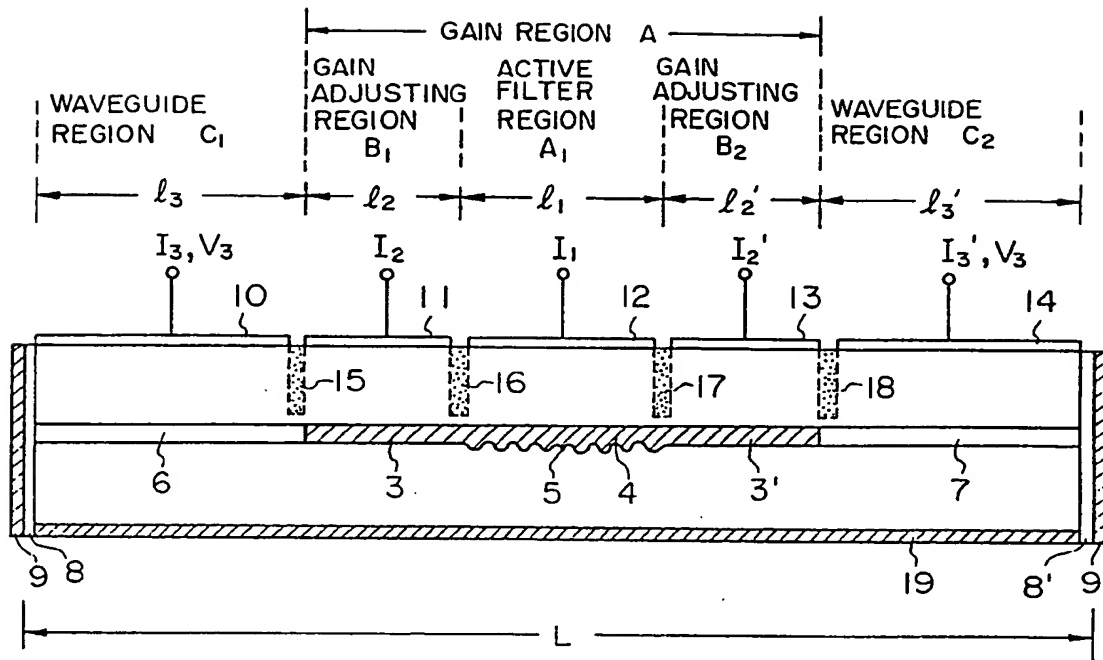 GAIN REGION A
WAVEGUIDE
REGION C₁
GAIN
ADJUSTING
REGION
B₁
ACTIVE
FILTER
REGION
A₁
GAIN
ADJUSTING
REGION
B₂
WAVEGUIDE
REGION C₂
ℓ₃ ℓ₂ ℓ₁ ℓ₂' ℓ₃'
I₃, V₃ I₂ I₁ I₂' I₃', V₃
10 11 12 13 14
15 16 17 18
6 3 5 4 3' 7
9 8 19 8' 9
L